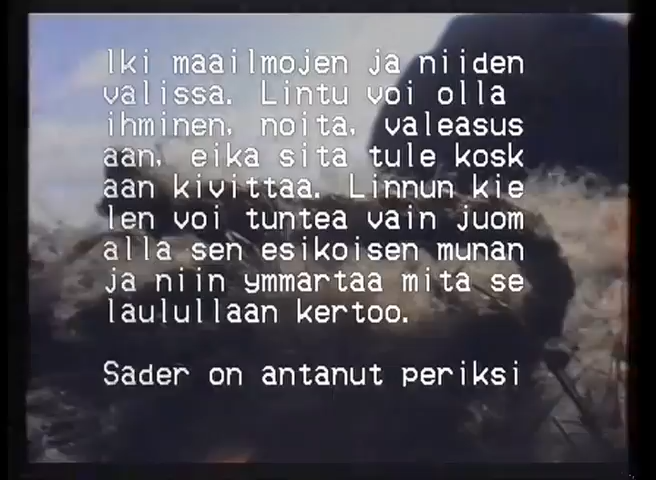 lki maailmojen ja niiden
valissa. Lintu voi olla
ihminen, noita, valeasus
aan, eika sita tule kosk
aan kivittaa. Linnun kie
len voi tuntea vain juom
alla sen esikoisen munan
ja niin ymmartaa mita se
laulullaan kertoo.
Sader on antanut periksi